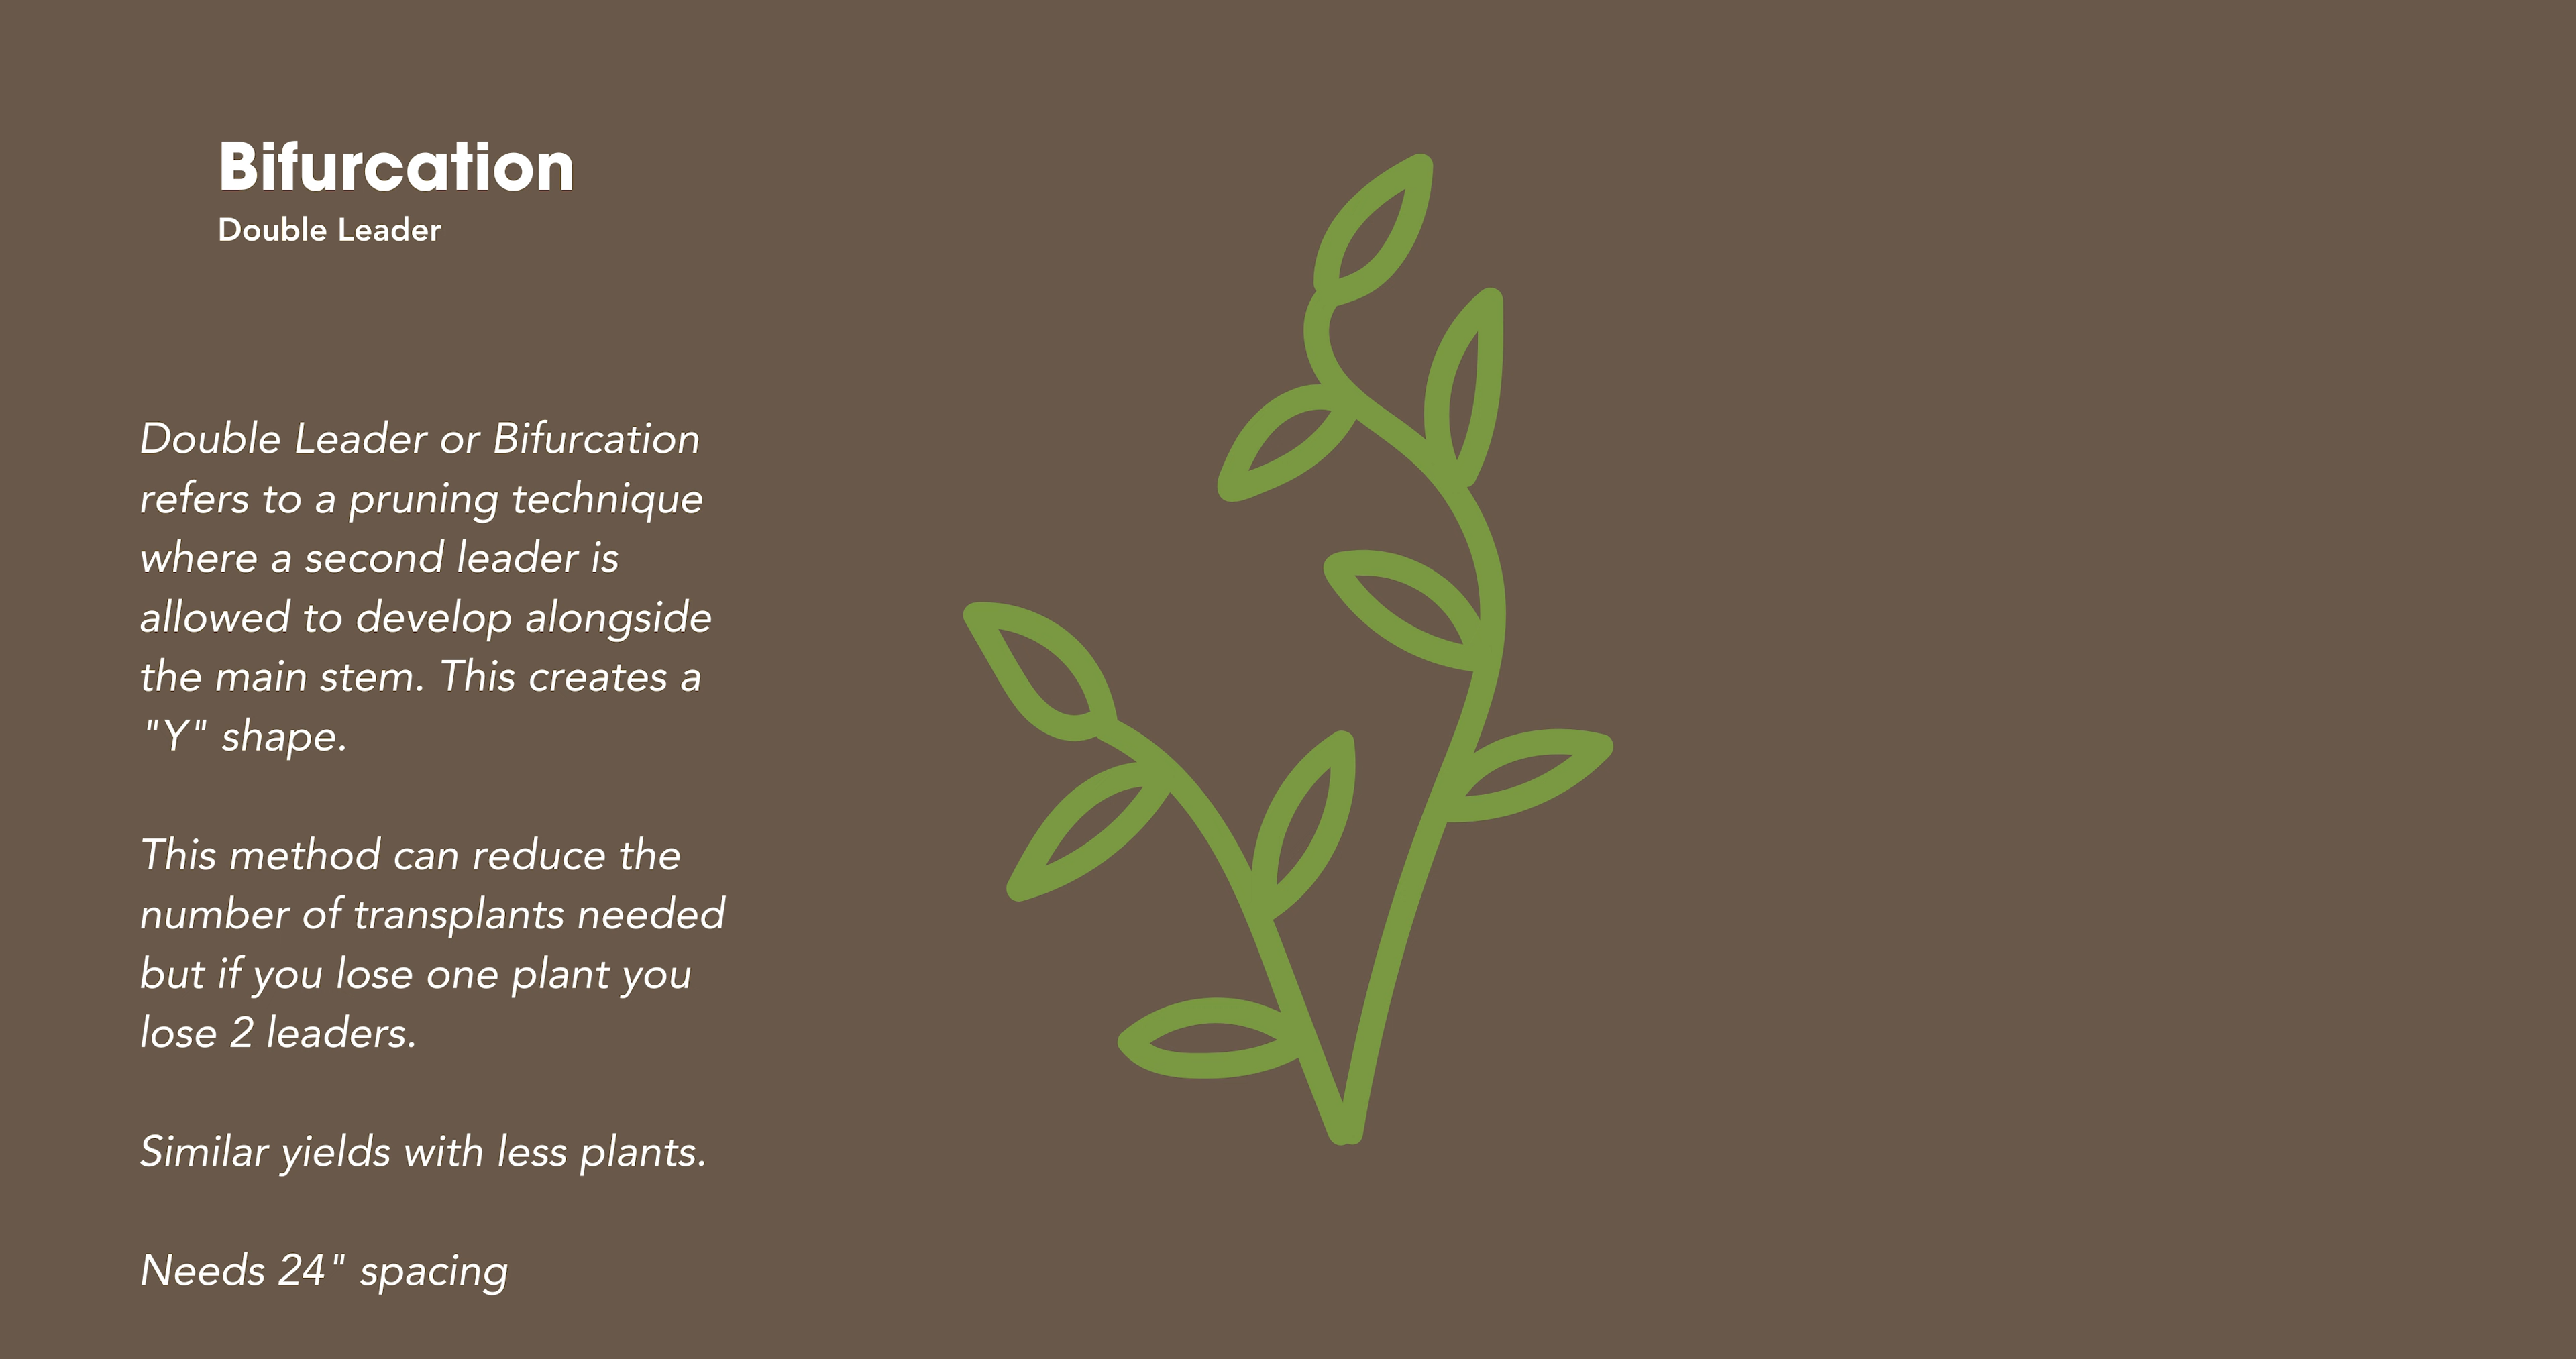 Bifurcation
Double Leader
Double Leader or Bifurcation
refers to a pruning technique
where a second leader is
allowed to develop alongside
the main stem. This creates a
"Y" shape.
This method can reduce the
number of transplants needed
but if you lose one plant you
lose 2 leaders.
Similar yields with less plants.
Needs 24" spacing